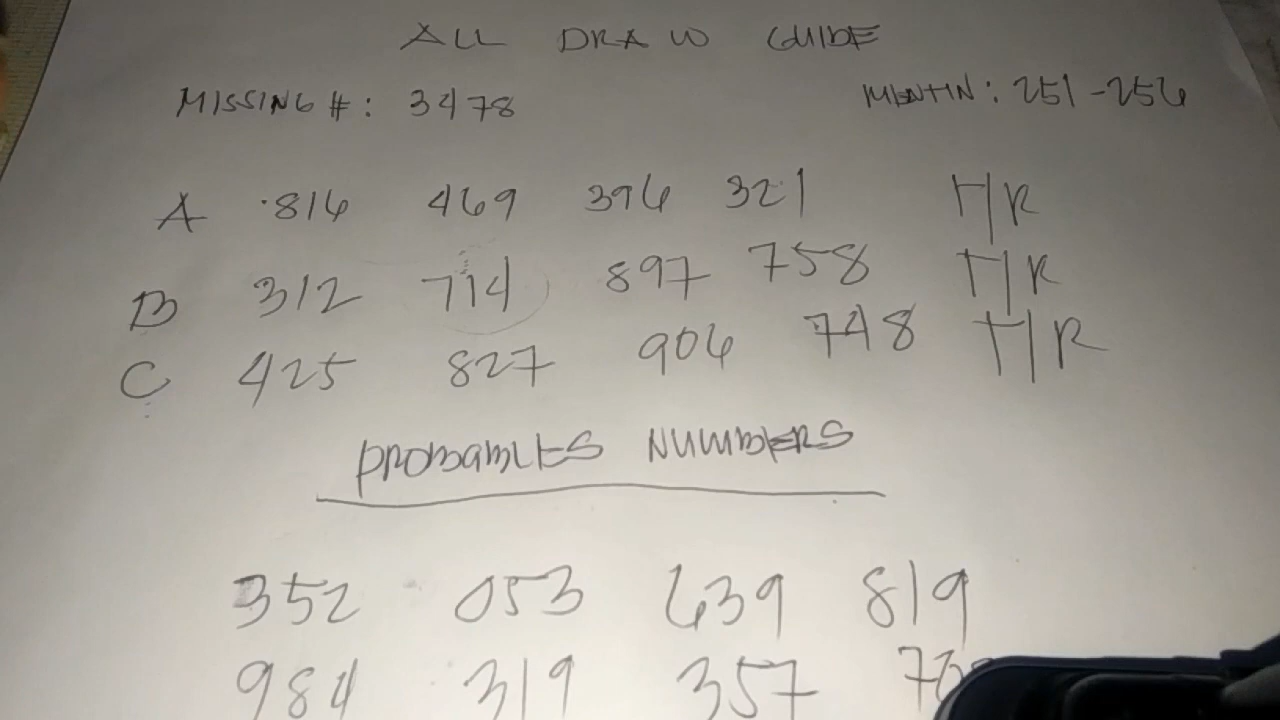 ALL DRAW GUIDE
MISSING #: 3478
MENTIN: 251-256
A 816 469 396 321 T/R
B 312 714 897 758 T/R
C 425 827 906 748 T/R
PROBABLES NUMBERS
352 053 639 819
984 319 357